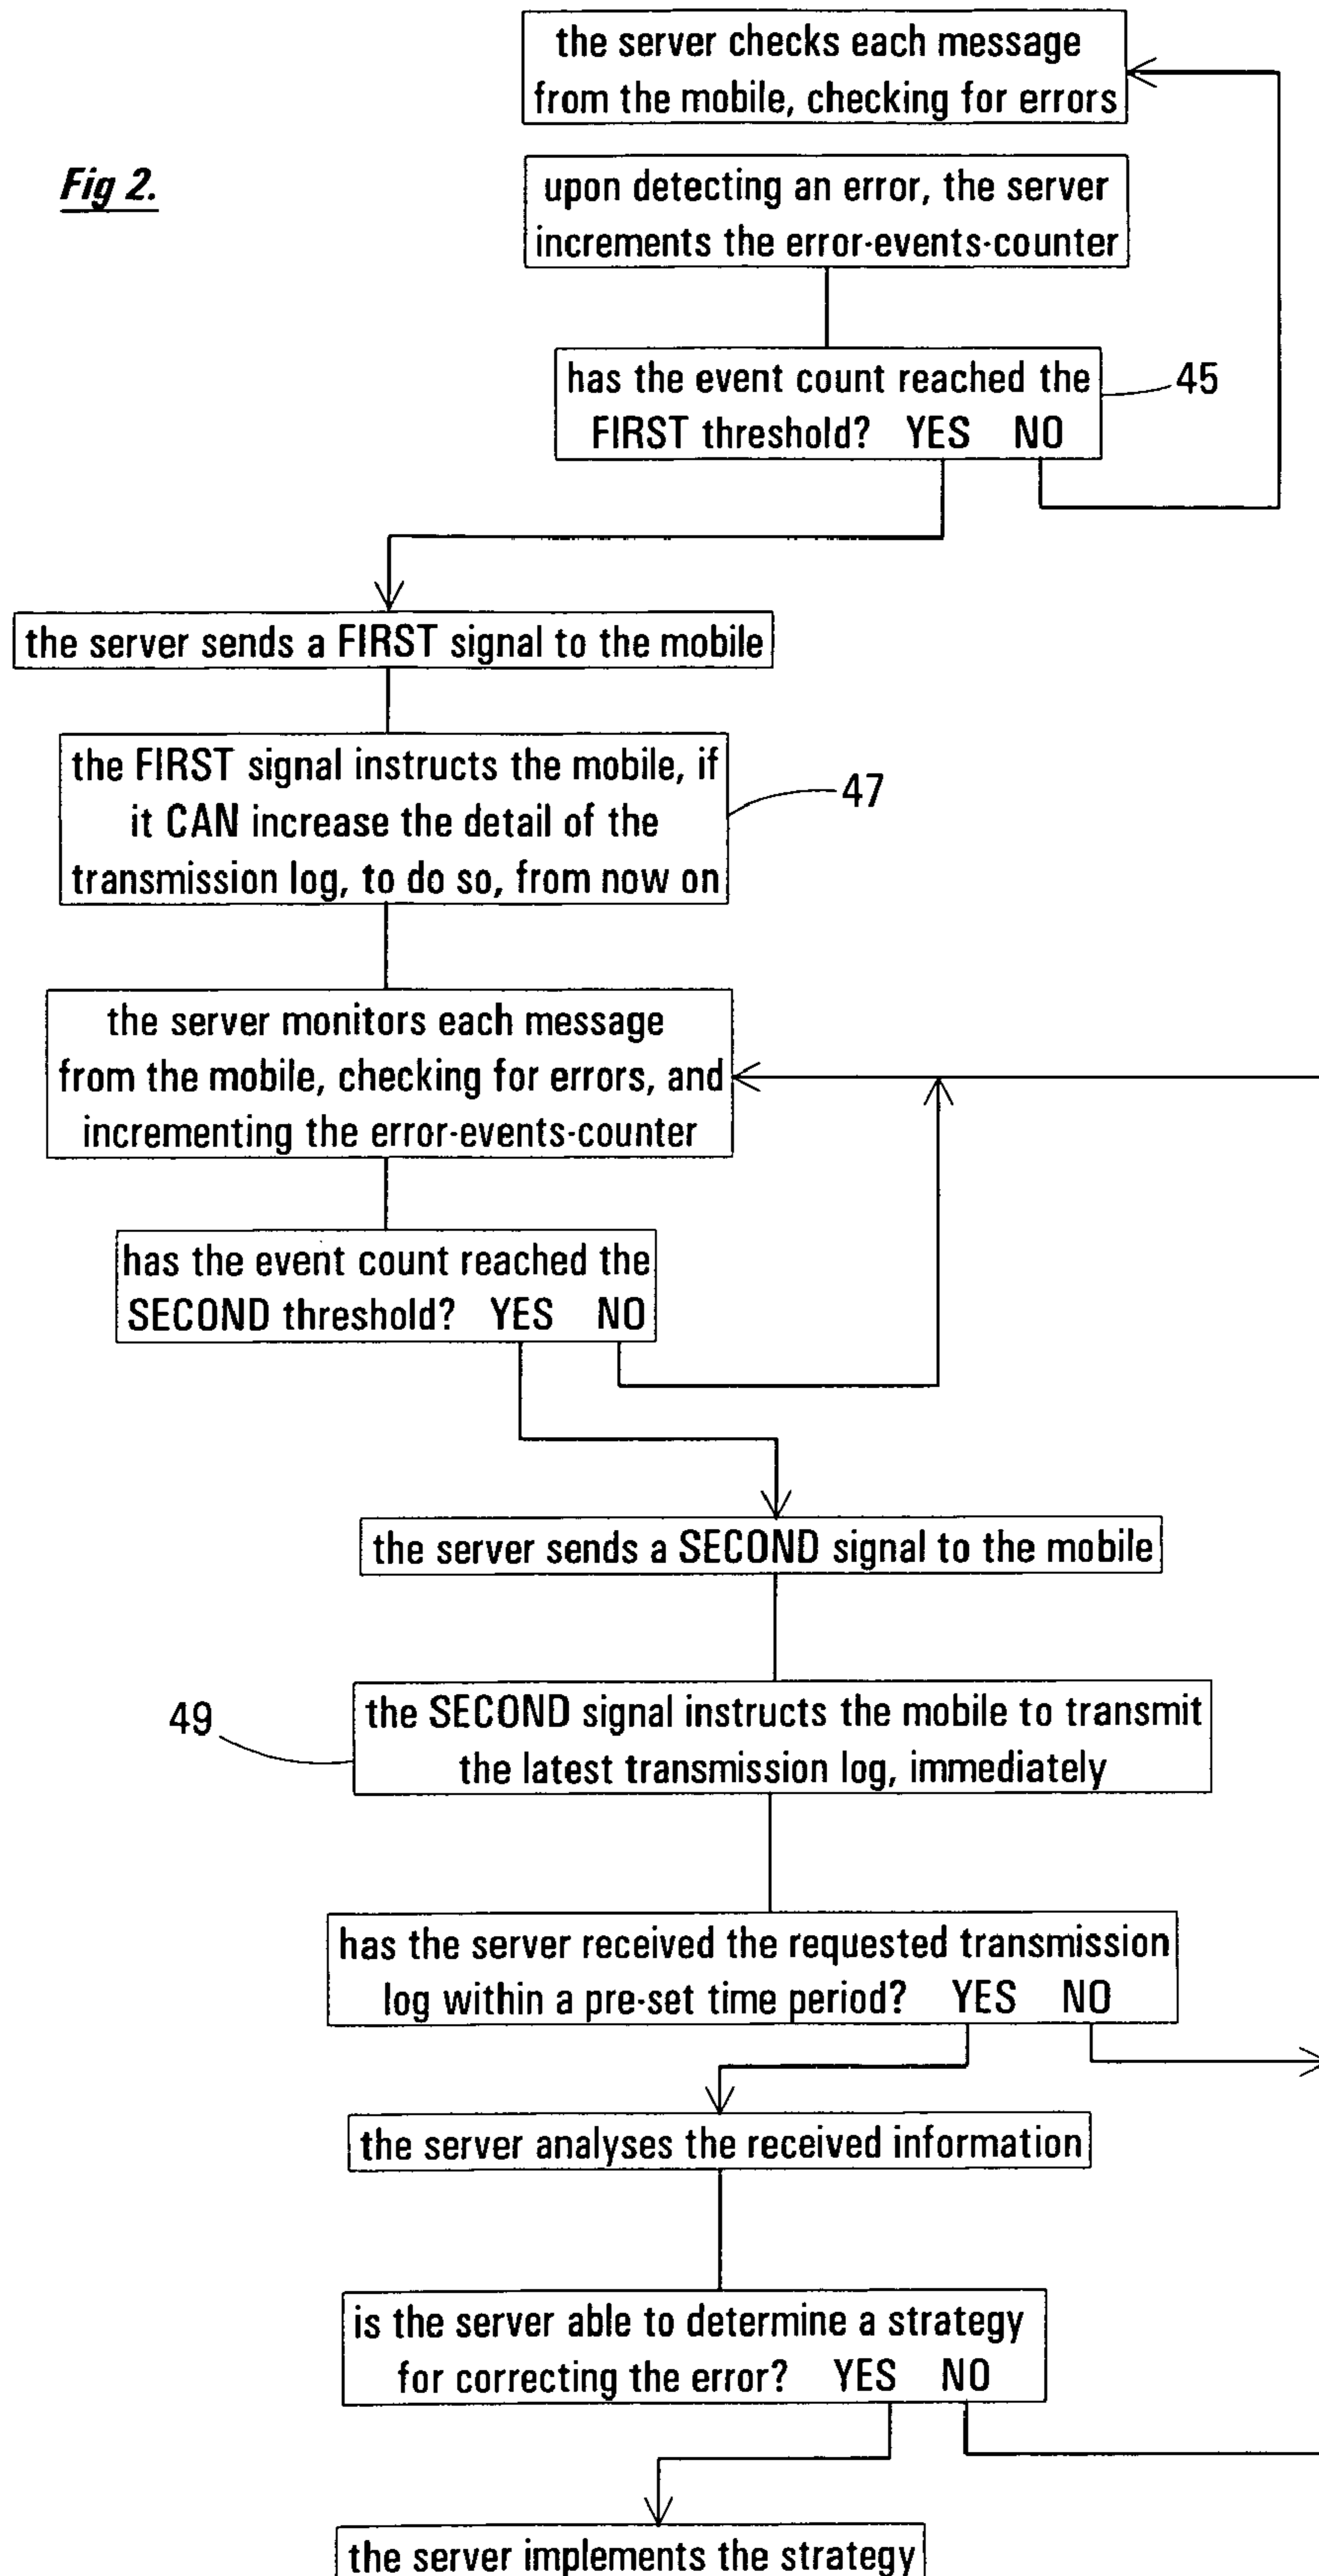 the server checks each message
from the mobile, checking for errors
Fig 2.
upon detecting an error, the server
increments the error-events-counter
has the event count reached the
FIRST threshold? YES NO
45
the server sends a FIRST signal to the mobile
the FIRST signal instructs the mobile, if
it CAN increase the detail of the
transmission log, to do so, from now on
47
the server monitors each message
from the mobile, checking for errors, and
incrementing the error-events-counter
has the event count reached the
SECOND threshold? YES NO
the server sends a SECOND signal to the mobile
49
the SECOND signal instructs the mobile to transmit
the latest transmission log, immediately
has the server received the requested transmission
log within a pre-set time period? YES NO
the server analyses the received information
is the server able to determine a strategy
for correcting the error? YES NO
the server implements the strategy